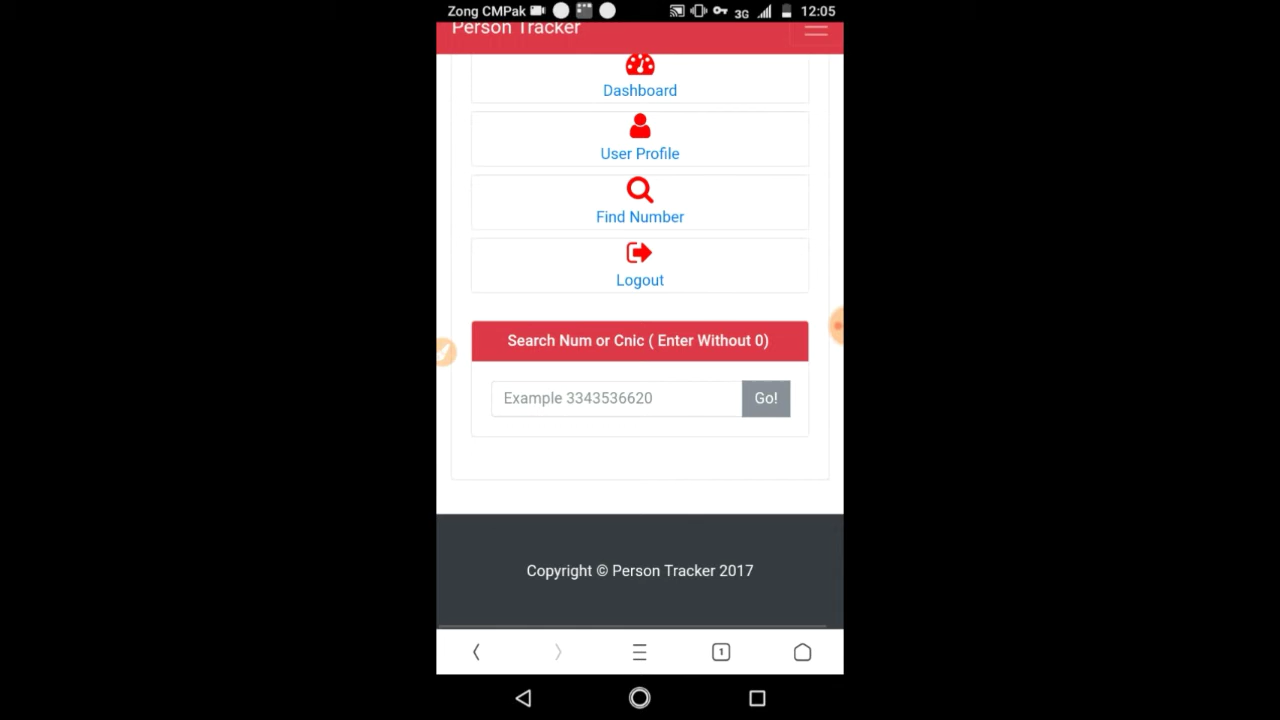 Zong CMPak 3G 12:05
Person Tracker
Dashboard
User Profile
Find Number
Logout
Search Num or Cnic ( Enter Without 0)
Example 3343536620 Go!
Copyright © Person Tracker 2017
1